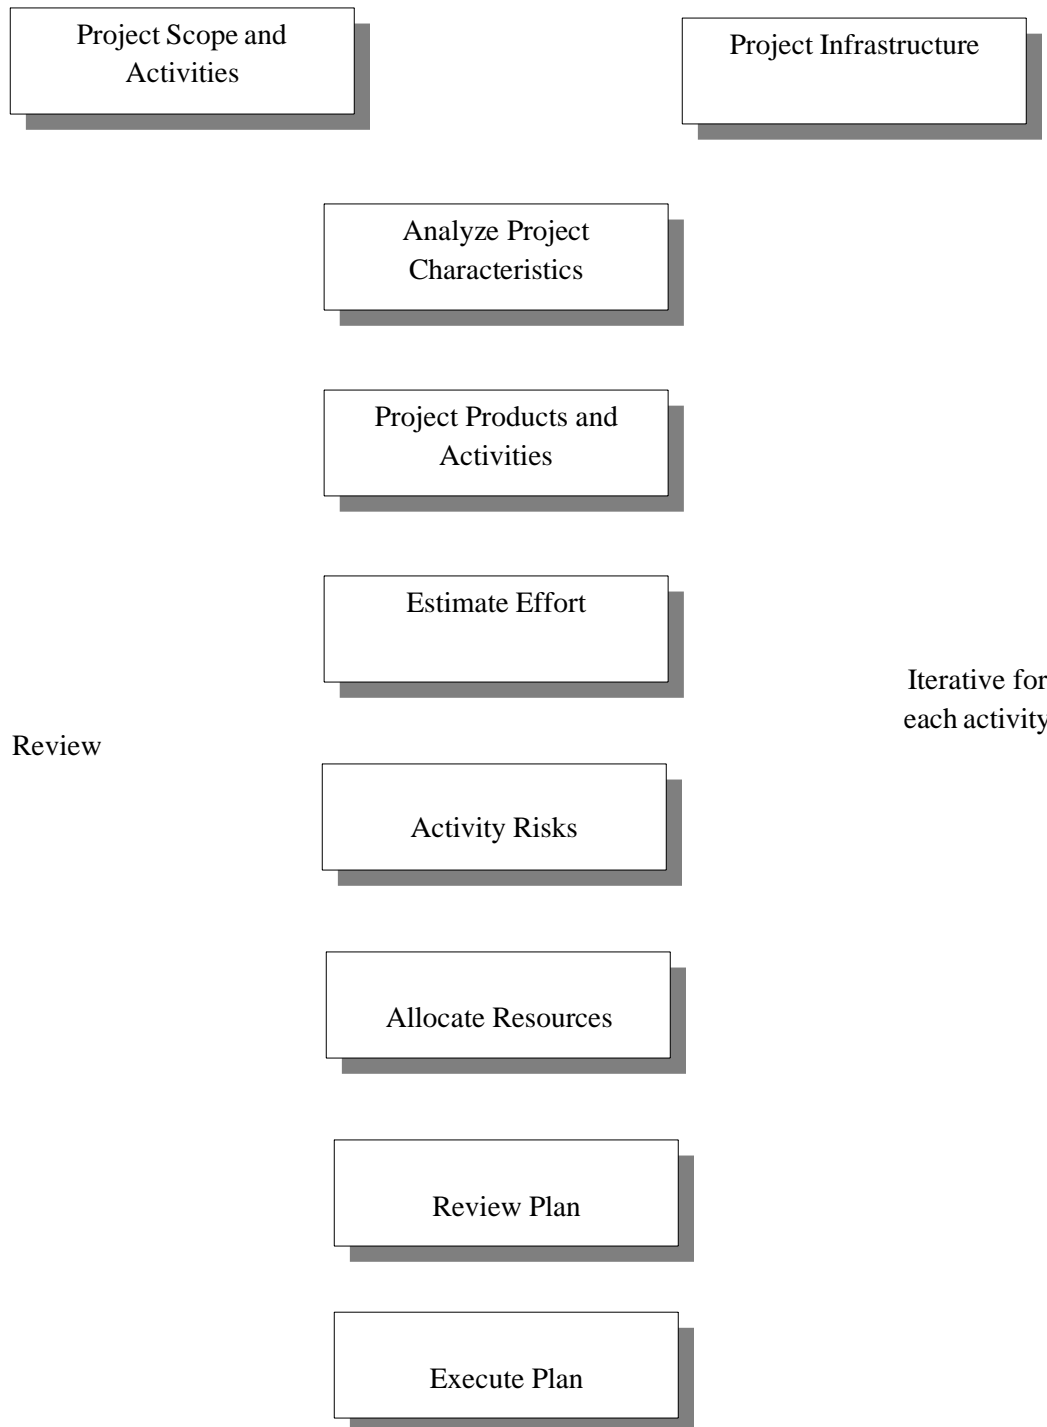 Project Scope and
Activities
Project Infrastructure
Analyze Project
Characteristics
Project Products and
Activities
Estimate Effort
Iterative for
each activity
Review
Activity Risks
Allocate Resources
Review Plan
Execute Plan